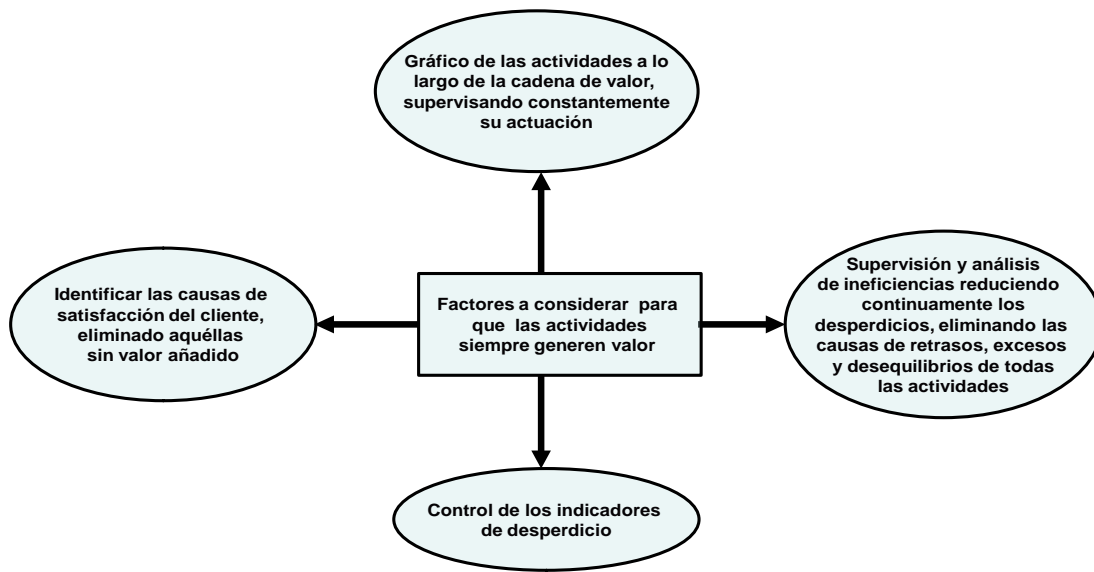 Gráfico de las actividades a lo
largo de la cadena de valor,
supervisando constantemente
su actuación
Identificar las causas de
satisfacción del cliente,
eliminado aquéllas
sin valor añadido
Factores a considerar para
que las actividades
siempre generen valor
Supervisión y análisis
de ineficiencias reduciendo
continuamente los
desperdicios, eliminando las
causas de retrasos, excesos
y desequilibrios de todas
las actividades
Control de los indicadores
de desperdicio